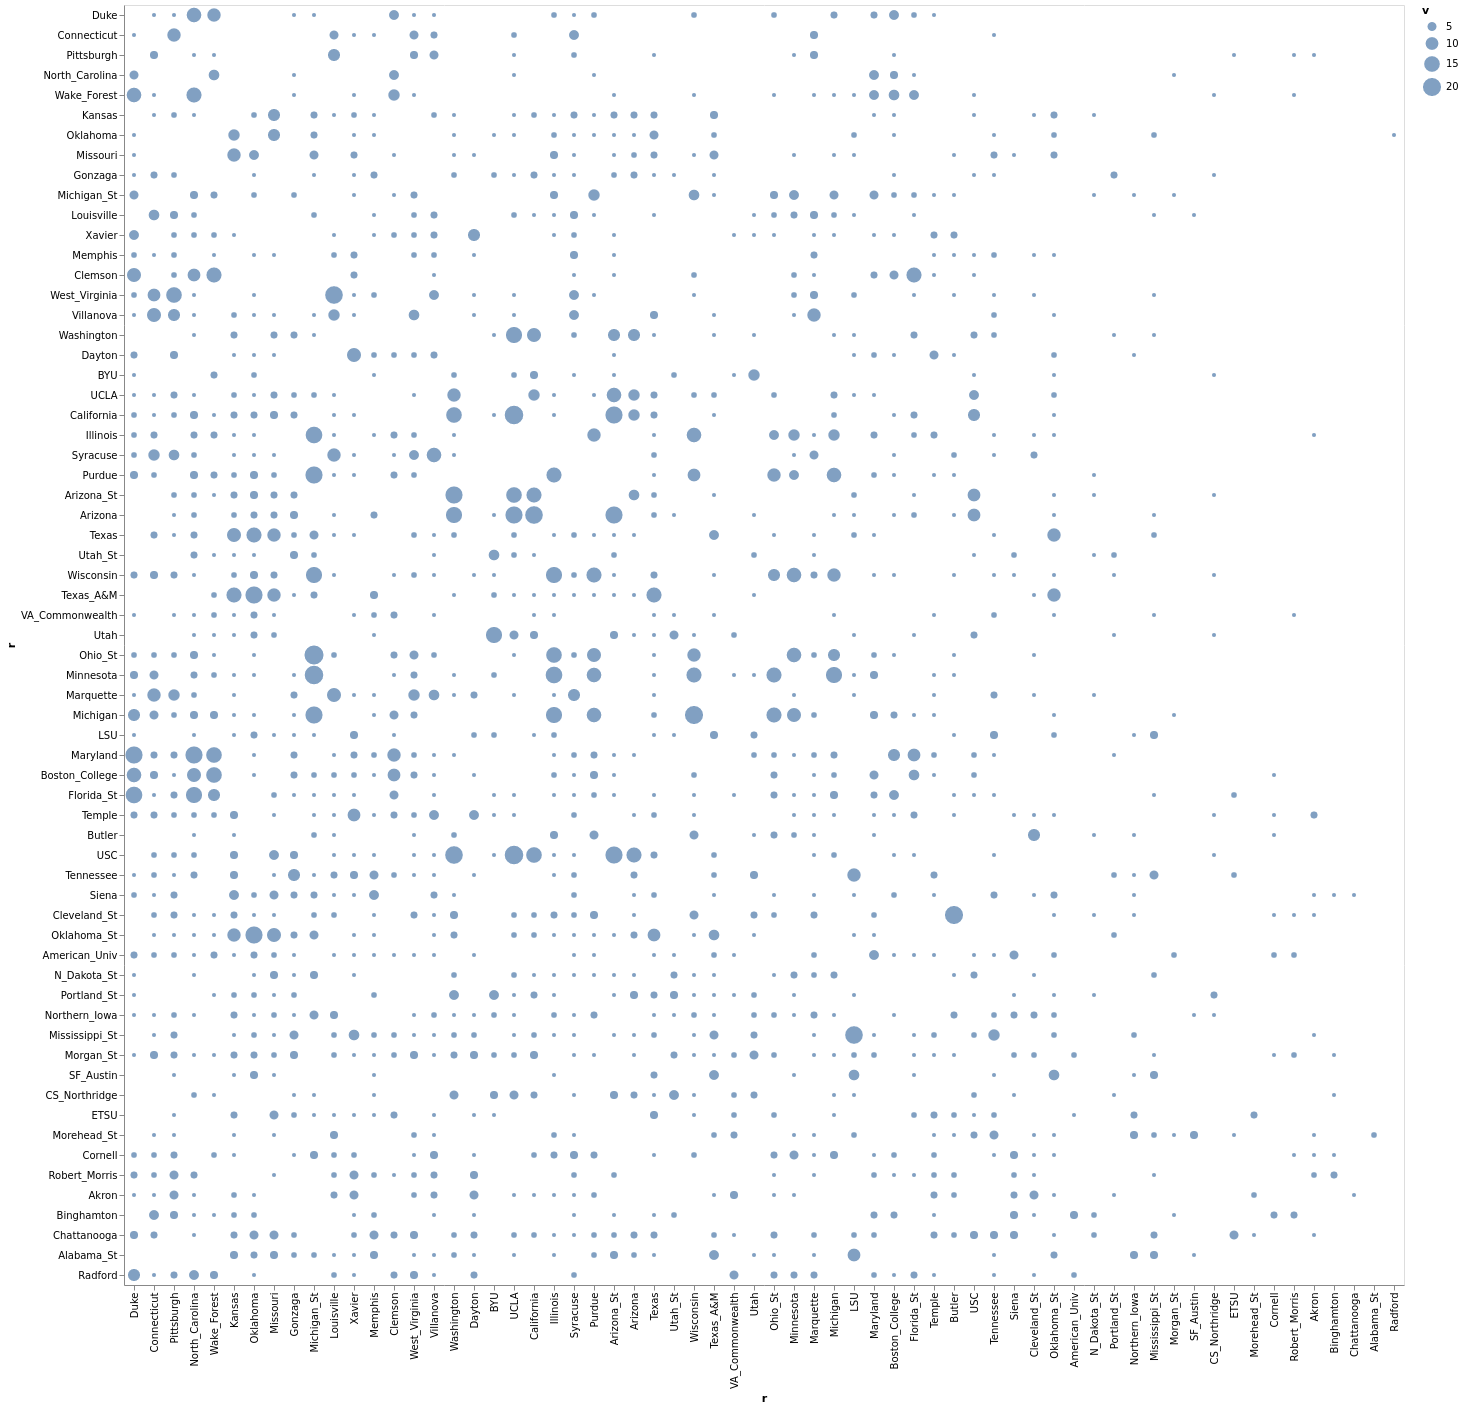 v
5
10
15
20
Duke
Connecticut
Pittsburgh
North_Carolina
Wake_Forest
Kansas
Oklahoma
Missouri
Gonzaga
Michigan_St
Louisville
Xavier
Memphis
Clemson
West_Virginia
Villanova
Washington
Dayton
BYU
UCLA
California
Illinois
Syracuse
Purdue
Arizona_St
Arizona
Texas
Utah_St
Wisconsin
Texas_A&M
VA_Commonwealth
Utah
Ohio_St
Minnesota
Marquette
Michigan
LSU
Maryland
Boston_College
Florida_St
Temple
Butler
USC
Tennessee
Siena
Cleveland_St
Oklahoma_St
American_Univ
N_Dakota_St
Portland_St
Northern_Iowa
Mississippi_St
Morgan_St
SF_Austin
CS_Northridge
ETSU
Morehead_St
Cornell
Robert_Morris
Akron
Binghamton
Chattanooga
Alabama_St
Radford
r
Duke
Connecticut
Pittsburgh
North_Carolina
Wake_Forest
Kansas
Oklahoma
Missouri
Gonzaga
Michigan_St
Louisville
Xavier
Memphis
Clemson
West_Virginia
Villanova
Washington
Dayton
BYU
UCLA
California
Illinois
Syracuse
Purdue
Arizona_St
Arizona
Texas
Utah_St
Wisconsin
Texas_A&M
VA_Commonwealth
Utah
Ohio_St
Minnesota
Marquette
Michigan
LSU
Maryland
Boston_College
Florida_St
Temple
Butler
USC
Tennessee
Siena
Cleveland_St
Oklahoma_St
American_Univ
N_Dakota_St
Portland_St
Northern_Iowa
Mississippi_St
Morgan_St
SF_Austin
CS_Northridge
ETSU
Morehead_St
Cornell
Robert_Morris
Akron
Binghamton
Chattanooga
Alabama_St
Radford
r